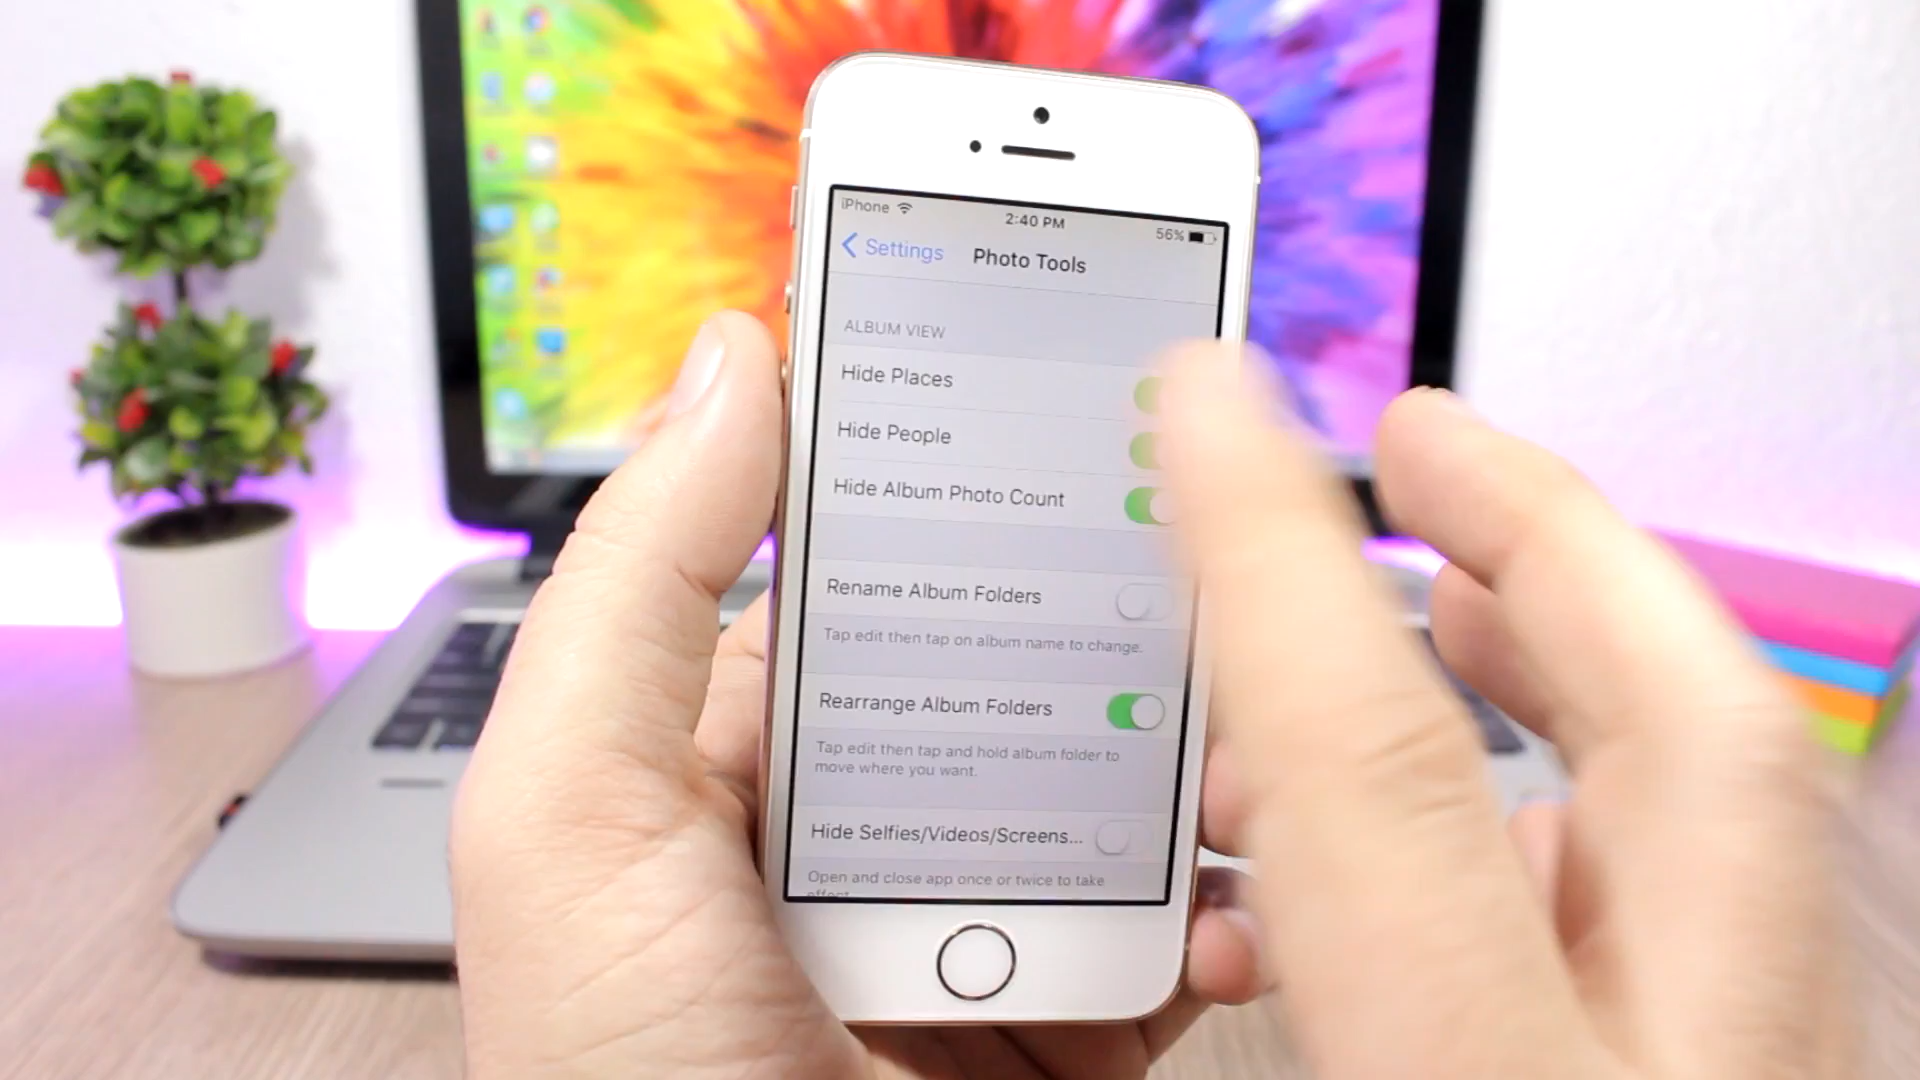 iPhone
2:40 PM
56%
Settings
Photo Tools
ALBUM VIEW
Hide Places
Hide People
Hide Album Photo Count
Rename Album Folders
Tap edit then tap on album name to change.
Rearrange Album Folders
Tap edit then tap and hold album folder to
move where you want.
Hide Selfies/Videos/Screens...
Open and close app once or twice to take
effect